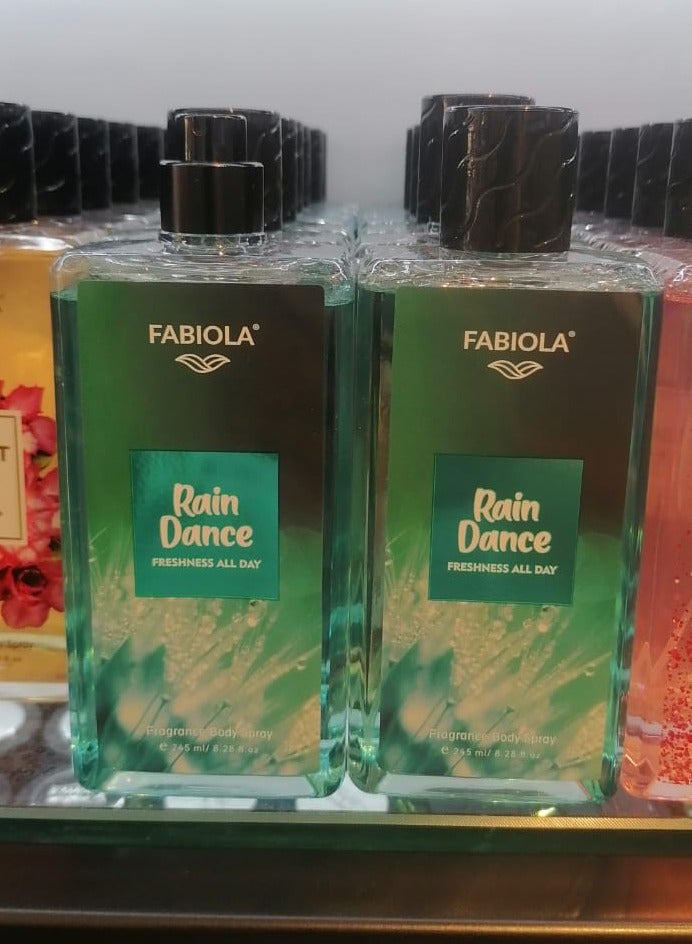 FABIOLA®
Rain
Dance
FRESHNESS ALL DAY
Fragrance Body Spray
e 245 ml/ 8.28 fl oz
FABIOLA®
Rain
Dance
FRESHNESS ALL DAY
Fragrance Body Spray
e 245 ml/ 8.28 fl oz